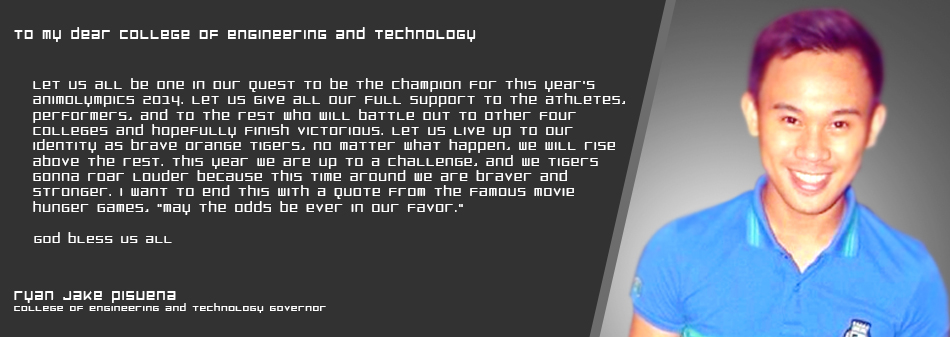 To my dear College of Engineering and Technology
Let us all be one in our quest to be the champion for this year's
Animolympics 2014. Let us give all our full support to the athletes,
performers, and to the rest who will battle out to other four
colleges and hopefully finish victorious. Let us live up to our
identity as brave orange tigers, no matter what happen, we will rise
above the rest. This year we are up to a challenge, and we tigers
gonna roar louder because this time around we are braver and
stronger. I want to end this with a quote from the famous movie
Hunger Games, "May the odds be ever in our favor."
God bless us all
Ryan Jake Pisuena
College of Engineering and Technology Governor